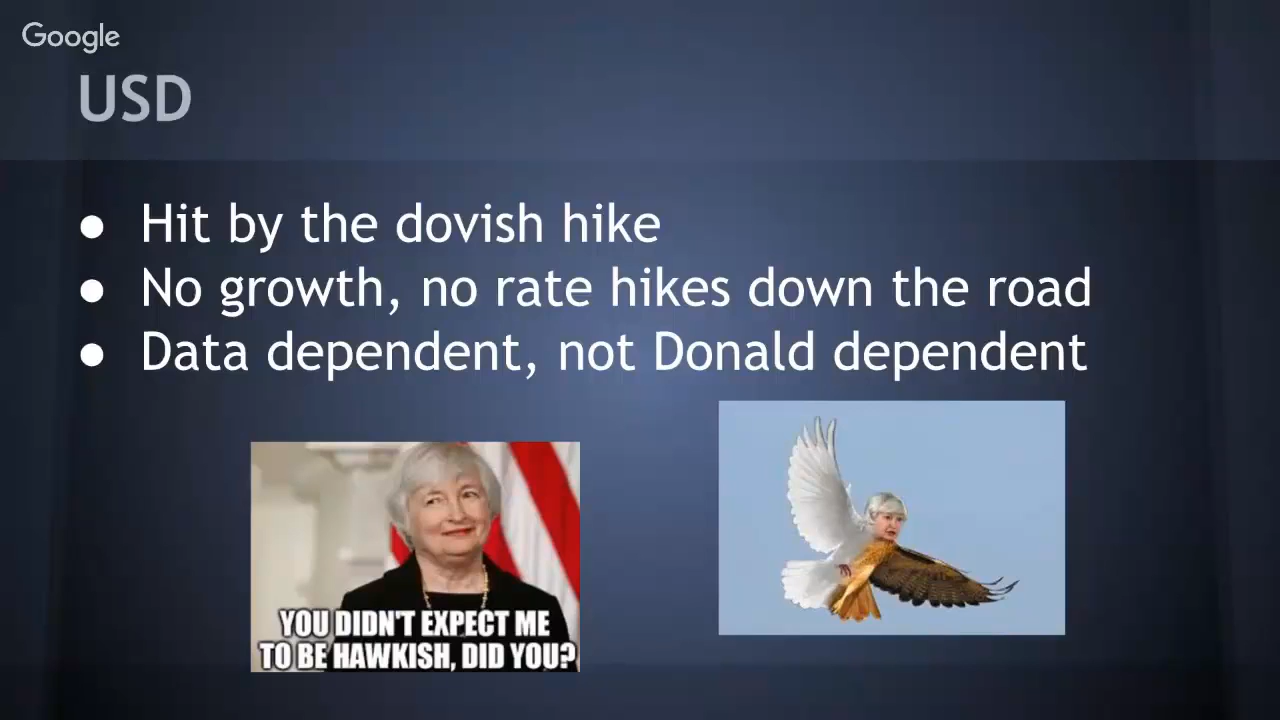 Google
USD
● Hit by the dovish hike
● No growth, no rate hikes down the road
● Data dependent, not Donald dependent
YOU DIDN'T EXPECT ME
TO BE HAWKISH, DID YOU?